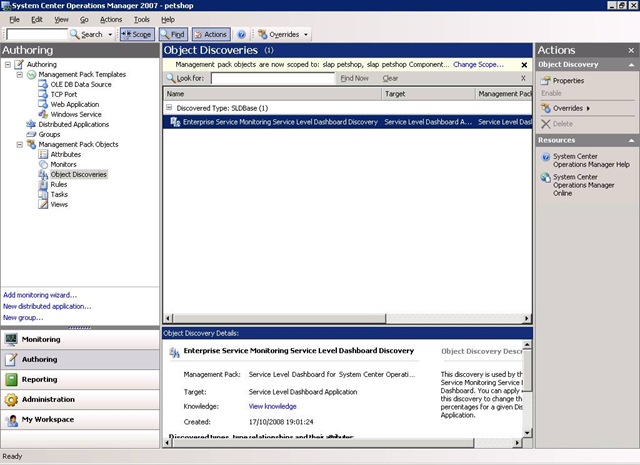 System Center Operations Manager 2007 - petshop
File Edit View Go Actions Tools Help
Search Scope Find Actions Overrides
Authoring
Authoring
Management Pack Templates
OLE DB Data Source
TCP Port
Web Application
Windows Service
Distributed Applications
Groups
Management Pack Objects
Attributes
Monitors
Object Discoveries
Rules
Tasks
Views
Add monitoring wizard...
New distributed application...
New group...
Monitoring
Authoring
Reporting
Administration
My Workspace
Object Discoveries (1)
Management pack objects are now scoped to: slap petshop, slap petshop Component... Change Scope... X
Look for: Find Now Clear X
Name Target Management Pack
Discovered Type: SLDBase (1)
Enterprise Service Monitoring Service Level Dashboard Discovery Service Level Dashboard A... Service Level Dash
Object Discovery Details:
Enterprise Service Monitoring Service Level Dashboard Discovery
Management Pack: Service Level Dashboard for System Center Operati...
Target: Service Level Dashboard Application
Knowledge: View knowledge
Created: 17/10/2008 19:01:24
Discovered types, type relationships and their attributes
Object Discovery Descr
This discovery is used by the
Service Monitoring Service L
Dashboard. You can apply o
this discovery to change the
percentages for a given Dis
Application.
Actions
Object Discovery
Properties
Enable
Overrides
Delete
Resources
System Center
Operations Manager Help
System Center
Operations Manager
Online
Ready